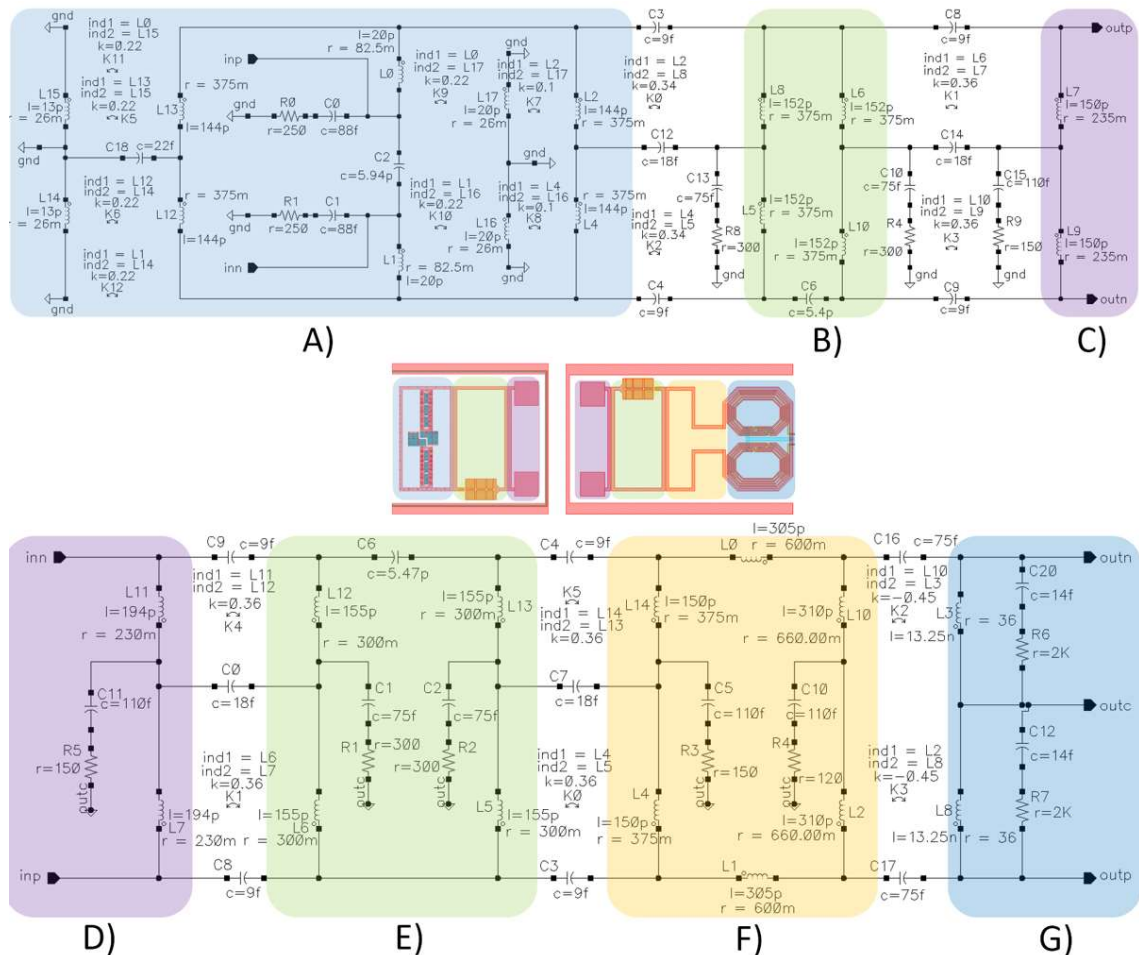 C3
c=9f
C8
c=9f
gnd
ind1 = L0
ind2 = L15
k=0.22
K11
l=20p
r = 82.5m
inp
L0
ind1 = L0
ind2 = L17
k=0.22
K9
gnd
ind1 = L2
ind2 = L17
k=0.1
K7
ind1 = L2
ind2 = L8
k=0.34
K0
ind1 = L6
ind2 = L7
k=0.36
K1
outp
L15
l=13p
r = 26m
ind1 = L13
ind2 = L15
k=0.22
K5
r = 375m
L13
l=144p
gnd
R0
r=250
C0
c=88f
L17
l=20p
r = 26m
L2
l=144p
r = 375m
L8
l=152p
r = 375m
L6
l=152p
r = 375m
L7
l=150p
r = 235m
gnd
C18
c=22f
C2
c=5.94p
gnd
C12
c=18f
C14
c=18f
ind1 = L12
ind2 = L14
k=0.22
K6
L14
l=13p
r = 26m
r = 375m
L12
l=144p
gnd
R1
r=250
C1
c=88f
ind1 = L1
ind2 = L16
k=0.22
K10
ind1 = L4
ind2 = L16
k=0.1
K8
L16
l=20p
r = 26m
r = 375m
l=144p
L4
C13
c=75f
ind1 = L4
ind2 = L5
k=0.34
K2
R8
r=300
gnd
L5
l=152p
r = 375m
L10
l=152p
r = 375m
C10
c=75f
R4
r=300
gnd
ind1 = L10
ind2 = L9
k=0.36
K3
C15
c=110f
R9
r=150
gnd
L9
l=150p
r = 235m
ind1 = L1
ind2 = L14
k=0.22
K12
inn
L1
r = 82.5m
l=20p
gnd
gnd
C4
c=9f
C6
c=5.4p
C9
c=9f
outn
A)
B)
C)
inn
C9
c=9f
C6
c=5.47p
C4
c=9f
L0
l=305p
r = 600m
C16
c=75f
outn
L11
l=194p
r = 230m
ind1 = L11
ind2 = L12
k=0.36
K4
L12
l=155p
r = 300m
l=155p
L13
r = 300m
K5
ind1 = L14
ind2 = L13
k=0.36
l=150p
L14
r = 375m
l=310p
L10
r = 660.00m
ind1 = L10
ind2 = L3
k=-0.45
K2
L3
r = 36
l=13.25n
C20
c=14f
R6
r=2K
C11
c=110f
R5
r=150
outc
C0
c=18f
C1
c=75f
R1
r=300
outc
C2
c=75f
R2
r=300
outc
C7
c=18f
C5
c=110f
R3
r=150
outc
C10
c=110f
R4
r=120
outc
outc
C12
c=14f
R7
r=2K
ind1 = L6
ind2 = L7
k=0.36
K1
l=194p
L7
r = 230m
l=155p
L6
r = 300m
L5
l=155p
r = 300m
ind1 = L4
ind2 = L5
k=0.36
K0
L4
l=150p
r = 375m
l=310p
L2
r = 660.00m
ind1 = L2
ind2 = L8
k=-0.45
K3
L8
l=13.25n
r = 36
inp
C8
c=9f
C3
c=9f
L1
l=305p
r = 600m
C17
c=75f
outp
D)
E)
F)
G)